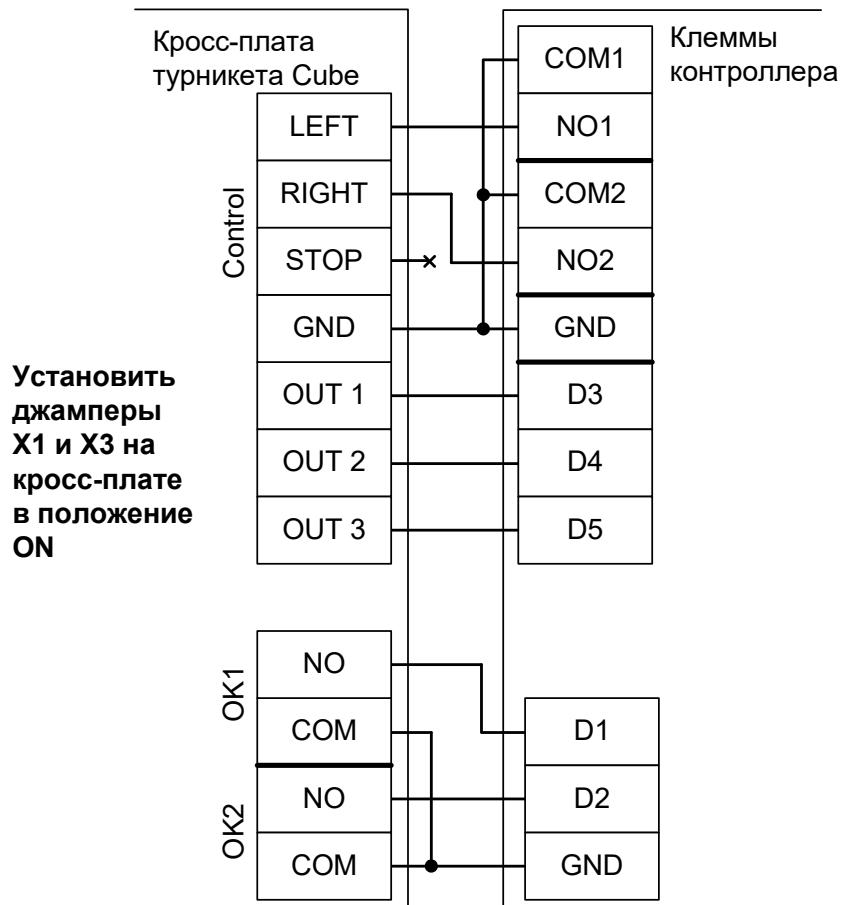 Кросс-плата
турникета Cube
Клеммы
контроллера
Control
LEFT
RIGHT
STOP
GND
OUT 1
OUT 2
OUT 3
COM1
NO1
COM2
NO2
GND
D3
D4
D5
Установить
джамперы
X1 и X3 на
кросс-плате
в положение
ON
OK1
NO
COM
OK2
NO
COM
D1
D2
GND